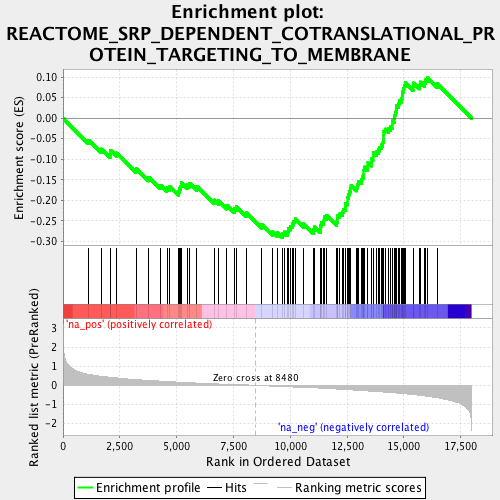 Enrichment plot:
REACTOME_SRP_DEPENDENT_COTRANSLATIONAL_PR
OTEIN_TARGETING_TO_MEMBRANE
Enrichment score (ES)
0.10
0.05
0.00
-0.05
-0.10
-0.15
-0.20
-0.25
-0.30
Ranked list metric (PreRanked)
'na_pos' (positively correlated)
3
2
1
0
-1
-2
Zero cross at 8480
'na_neg' (negatively correlated)
0
2,500
5,000
7,500
10,000
12,500
15,000
17,500
Rank in Ordered Dataset
Enrichment profile
Hits
Ranking metric scores